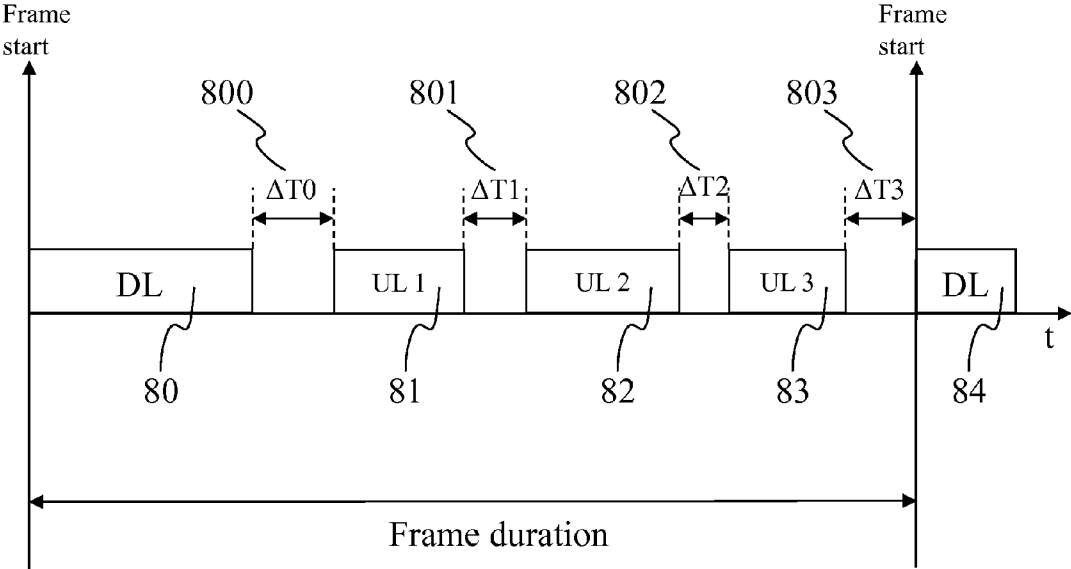 Frame
start
Frame
start
800
801
802
803
ΔT0
ΔT1
ΔT2
ΔT3
DL
UL 1
UL 2
UL 3
DL
t
80
81
82
83
84
Frame duration